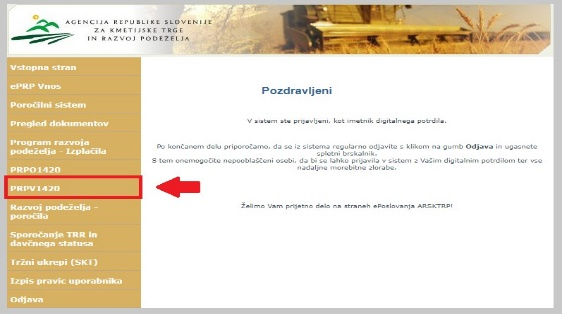 AGENCIJA REPUBLIKE SLOVENIJE
ZA KMETIJSKE TRGE
IN RAZVOJ PODEŽELJA
Vstopna stran
ePRP Vnos
Poročilni sistem
Pregled dokumentov
Program razvoja
podeželja - Izplačila
PRPO1420
PRPV1420
Razvoj podeželja -
poročila
Sporočanje TRR in
davčnega statusa
Tržni ukrepi (SKT)
Izpis pravic uporabnika
Odjava
Pozdravljeni
V sistem ste prijavljeni, kot imetnik digitalnega potrdila.
Po končanem delu priporočamo, da se iz sistema regularno odjavite s klikom na gumb Odjava in ugasnete
spletni brskalnik.
S tem onemogočite nepooblaščeni osebi, da bi se lahko prijavila v sistem z Vašim digitalnim potrdilom ter vse
nadaljne morebitne zlorabe.
Želimo Vam prijetno delo na straneh ePoslovanja ARSKTRP!